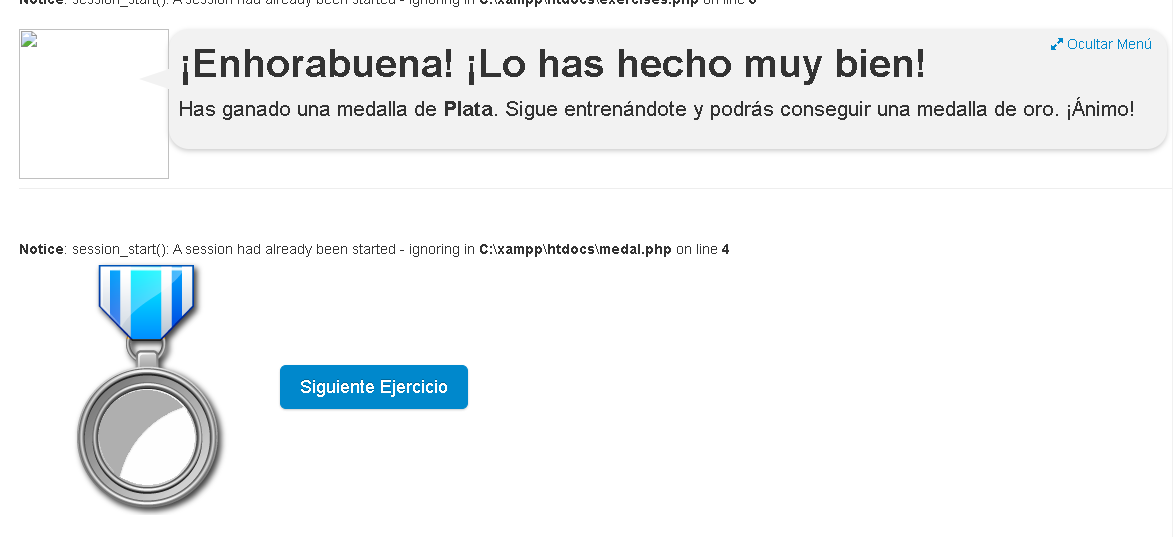 Notice: session_start(): A session had already been started - ignoring in C:\xampp\htdocs\exercises.php on line
Ocultar Menú
¡Enhorabuena! ¡Lo has hecho muy bien!
Has ganado una medalla de Plata. Sigue entrenándote y podrás conseguir una medalla de oro. ¡Ánimo!
Notice: session_start(): A session had already been started - ignoring in C:\xampp\htdocs\medal.php on line 4
Siguiente Ejercicio